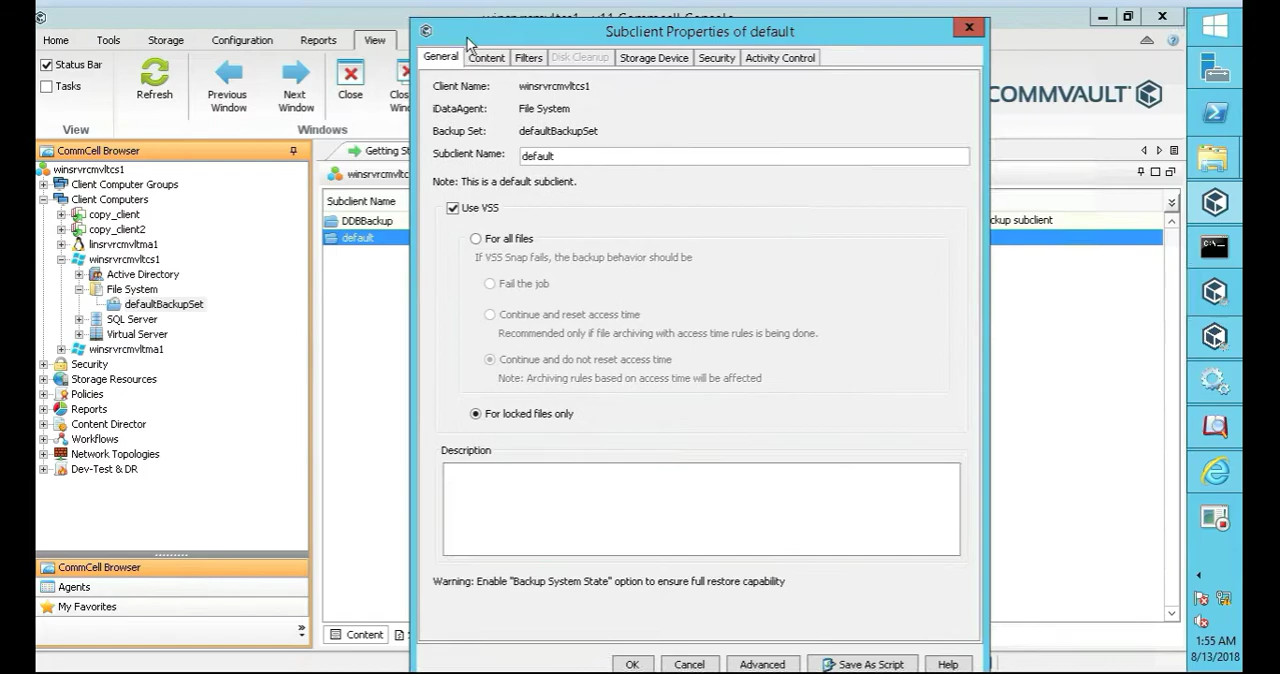 winsrvrcmvltcs1 - v11 Commcell Console
Subclient Properties of default
Home
Tools
Storage
Configuration
Reports
View
Status Bar
Tasks
Refresh
Previous
Window
Next
Window
Close
View
Windows
COMMVAULT
General
Content
Filters
Disk Cleanup
Storage Device
Security
Activity Control
Client Name: winsrvrcmvltcs1
iDataAgent: File System
Backup Set: defaultBackupSet
Subclient Name: default
Note: This is a default subclient.
Use VSS
For all files
If VSS Snap fails, the backup behavior should be
Fail the job
Continue and reset access time
Recommended only if file archiving with access time rules is being done.
Continue and do not reset access time
Note: Archiving rules based on access time will be affected
For locked files only
Description
Warning: Enable "Backup System State" option to ensure full restore capability
OK
Cancel
Advanced
Save As Script
Help
CommCell Browser
winsrvrcmvltcs1
Client Computer Groups
Client Computers
copy_client
copy_client2
linsrvrcmvltma1
winsrvrcmvltcs1
Active Directory
File System
defaultBackupSet
SQL Server
Virtual Server
winsrvrcmvltma1
Security
Storage Resources
Policies
Reports
Content Director
Workflows
Network Topologies
Dev-Test & DR
CommCell Browser
Agents
My Favorites
Getting St
winsrvrcmvltc
Subclient Name
DDBBackup
default
ckup subclient
Content
1:55 AM
8/13/2018